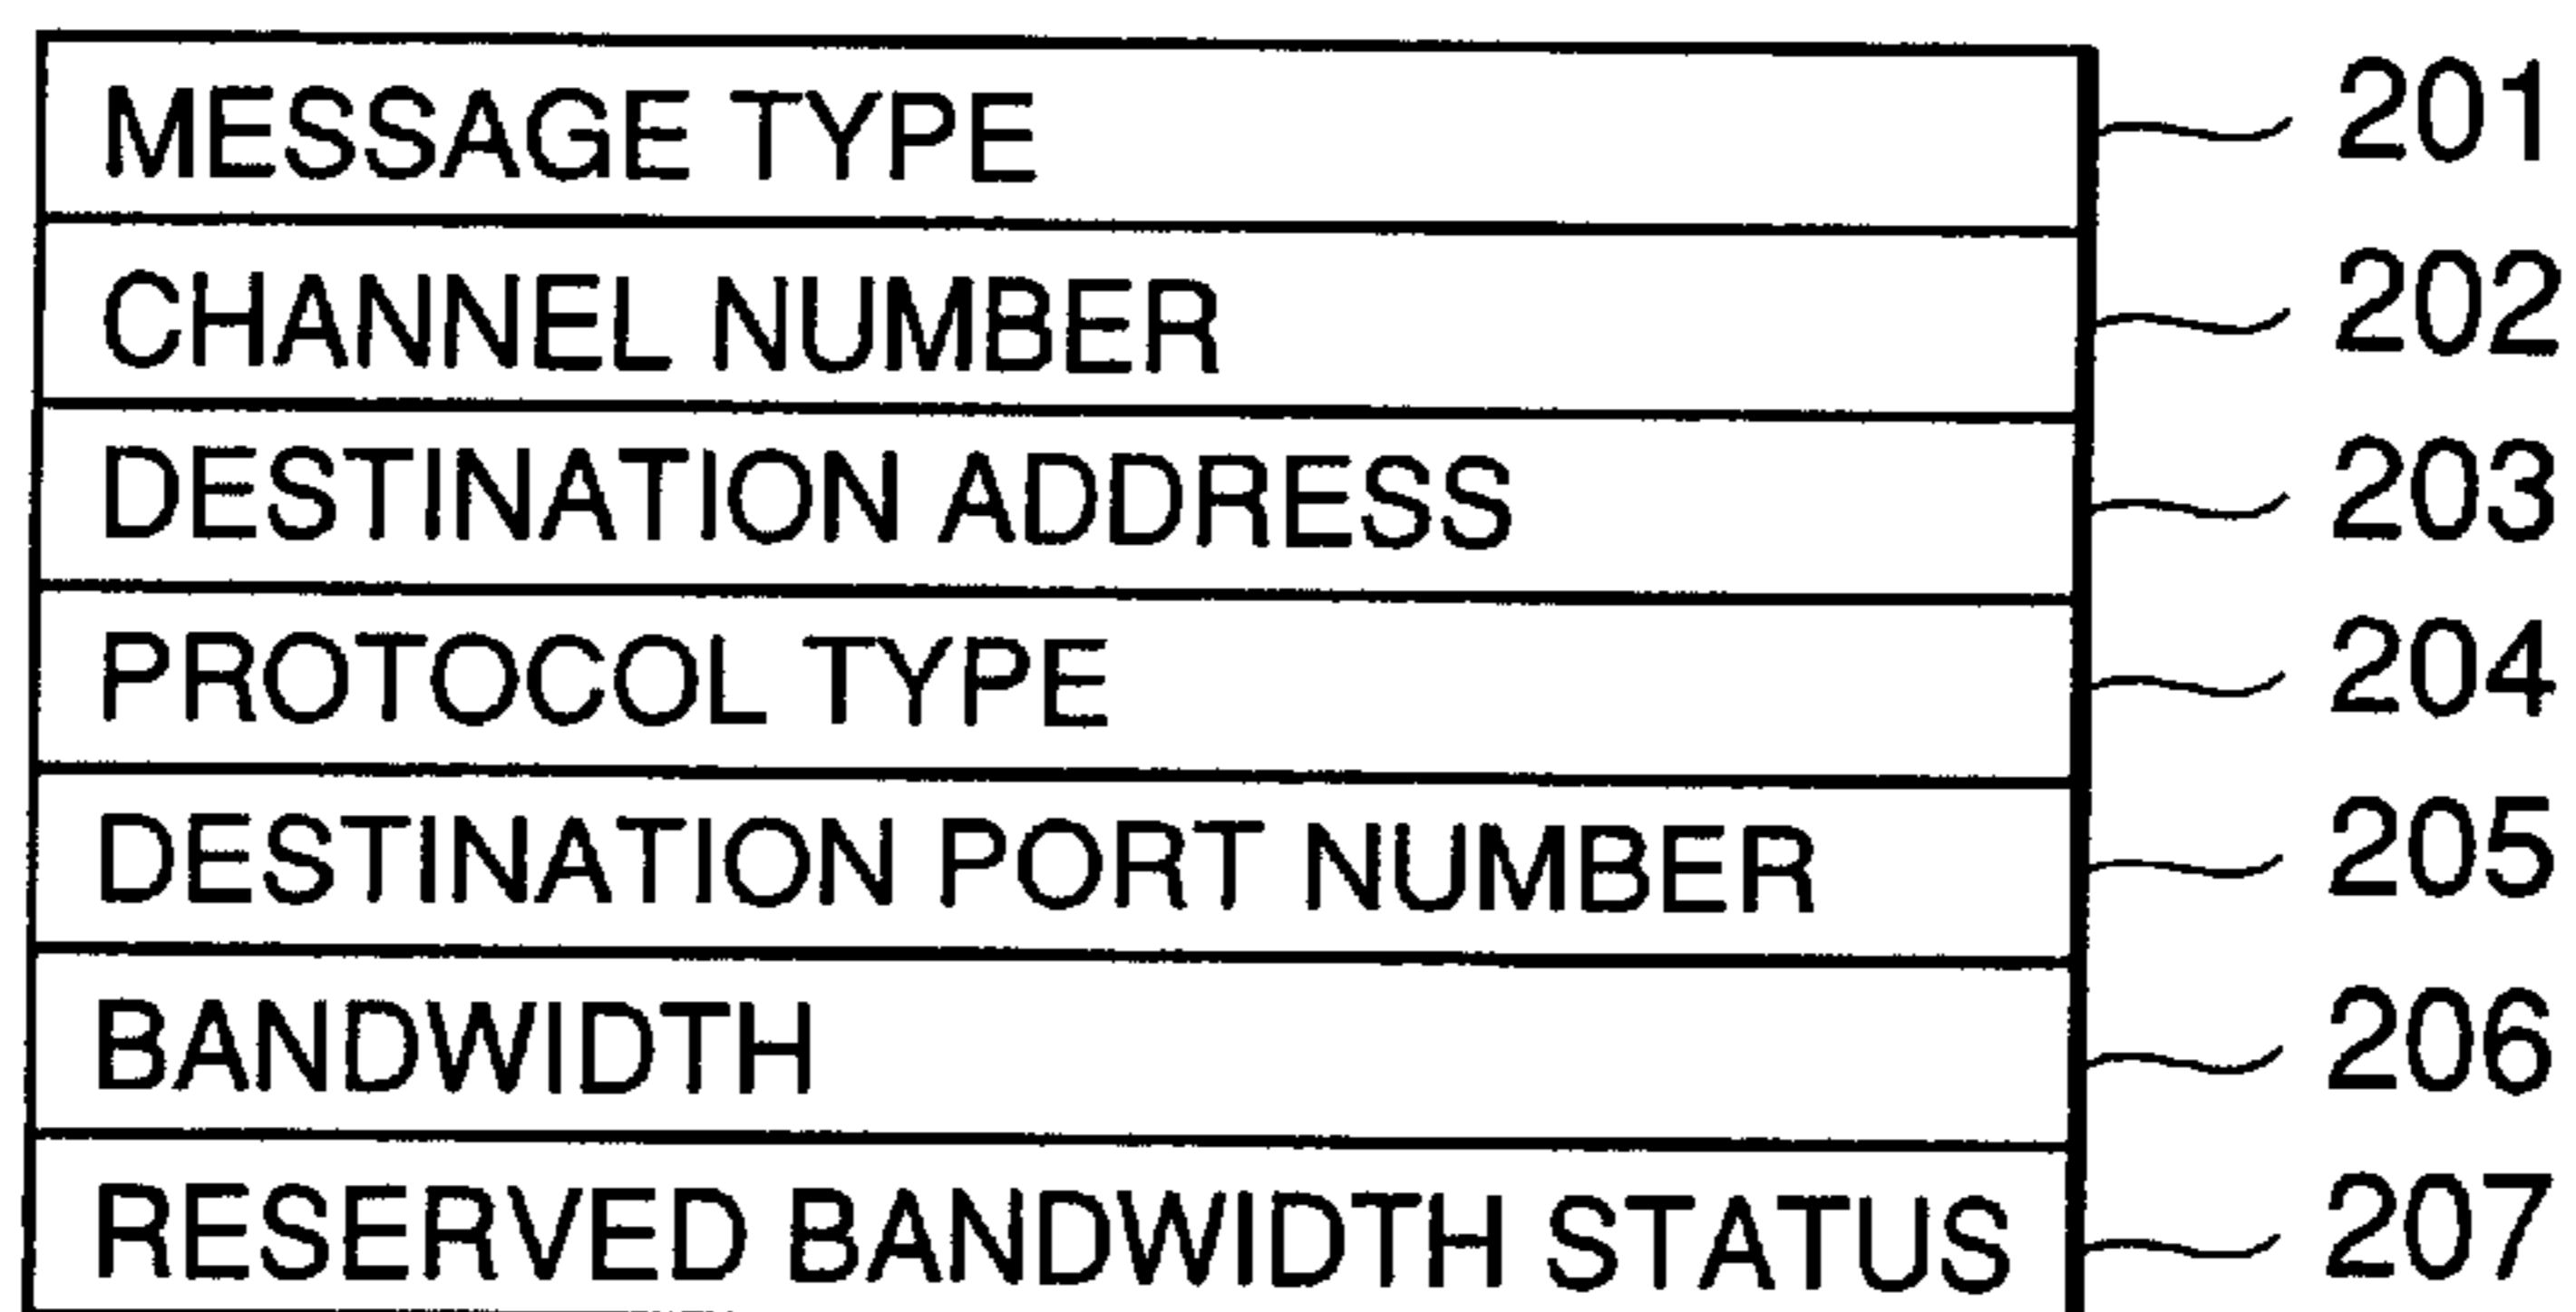 MESSAGE TYPE 201
CHANNEL NUMBER 202
DESTINATION ADDRESS 203
PROTOCOL TYPE 204
DESTINATION PORT NUMBER 205
BANDWIDTH 206
RESERVED BANDWIDTH STATUS 207